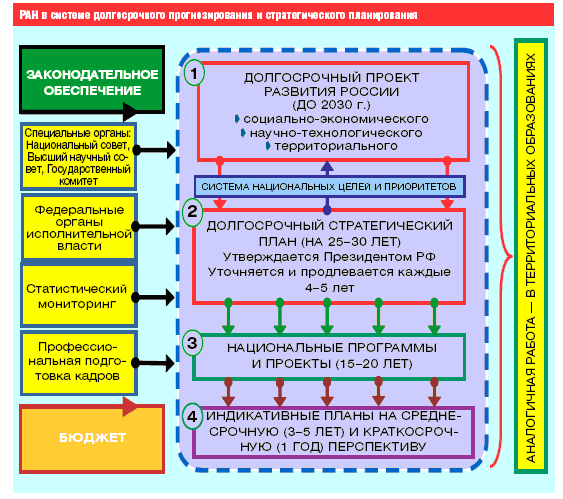 РАН в системе долгосрочного прогнозирования и стратегического планирования
ЗАКОНОДАТЕЛЬНОЕ
ОБЕСПЕЧЕНИЕ
Специальные органы:
Национальный совет,
Высший научный со-
вет, Государственный
комитет
Федеральные
органы
исполнительной
власти
Статистический
мониторинг
Профессио-
нальная подго-
товка кадров
БЮДЖЕТ
1
ДОЛГОСРОЧНЫЙ ПРОЕКТ
РАЗВИТИЯ РОССИИ
(ДО 2030 г.)
социально-экономического
научно-технологического
территориального
СИСТЕМА НАЦИОНАЛЬНЫХ ЦЕЛЕЙ И ПРИОРИТЕТОВ
2
ДОЛГОСРОЧНЫЙ СТРАТЕГИЧЕСКИЙ
ПЛАН (НА 25–30 ЛЕТ)
Утверждается Президентом РФ
Уточняется и продлевается каждые
4–5 лет
3
НАЦИОНАЛЬНЫЕ ПРОГРАММЫ
И ПРОЕКТЫ (15–20 ЛЕТ)
4
ИНДИКАТИВНЫЕ ПЛАНЫ НА СРЕДНЕ-
СРОЧНУЮ (3–5 ЛЕТ) И КРАТКОСРОЧ-
НУЮ (1 ГОД) ПЕРСПЕКТИВУ
АНАЛОГИЧНАЯ РАБОТА — В ТЕРРИТОРИАЛЬНЫХ ОБРАЗОВАНИЯХ